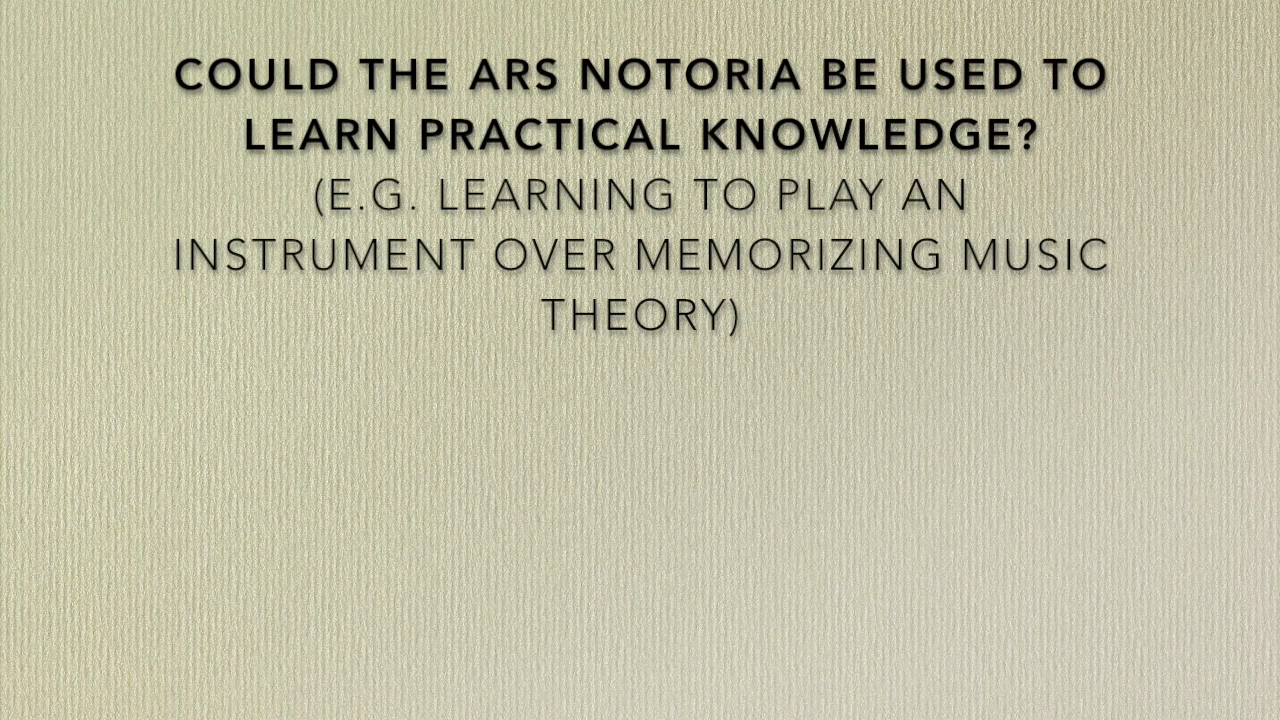 COULD THE ARS NOTORIA BE USED TO
LEARN PRACTICAL KNOWLEDGE?
(E.G. LEARNING TO PLAY AN
INSTRUMENT OVER MEMORIZING MUSIC
THEORY)